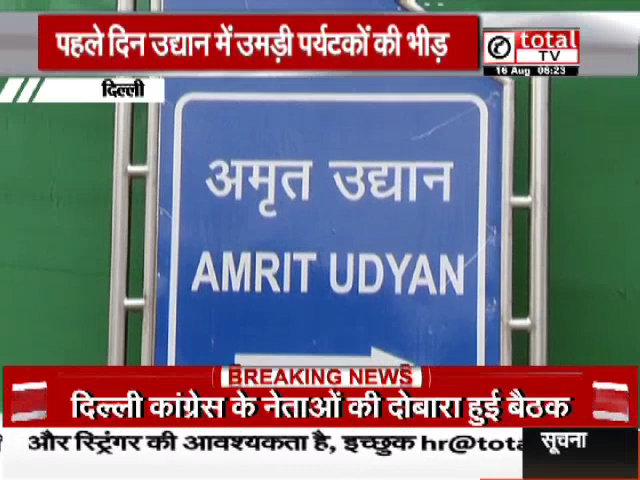 पहले दिन उद्यान में उमड़ी पर्यटकों की भीड़
total
TV
16 Aug 08:23
दिल्ली
अमृत उद्यान
AMRIT UDYAN
BREAKING NEWS
दिल्ली कांग्रेस के नेताओं की दोबारा हुई बैठक
और स्ट्रिंगर की आवश्यकता है, इच्छुक hr@tota
सूचना